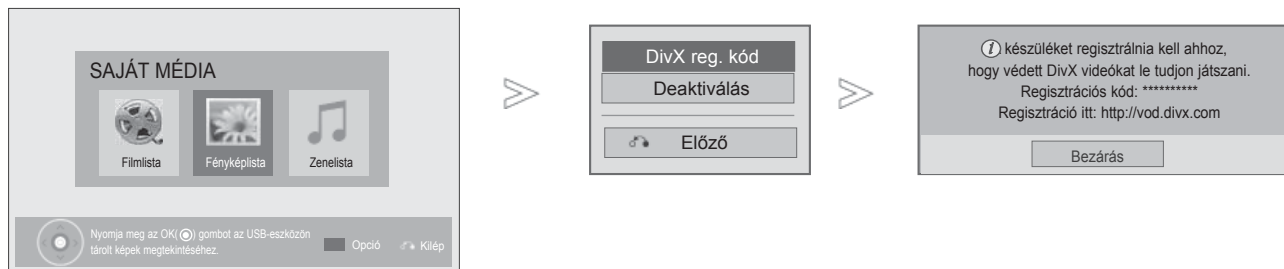 SAJÁT MÉDIA
Filmlista
Fényképlista
Zenelista
Nyomja meg az OK(◉) gombot az USB-eszközön
tárolt képek megtekintéséhez.
Opció
Kilép
DivX reg. kód
Deaktiválás
Előző
i készüléket regisztrálnia kell ahhoz,
hogy védett DivX videókat le tudjon játszani.
Regisztrációs kód: **********
Regisztráció itt: http://vod.divx.com
Bezárás